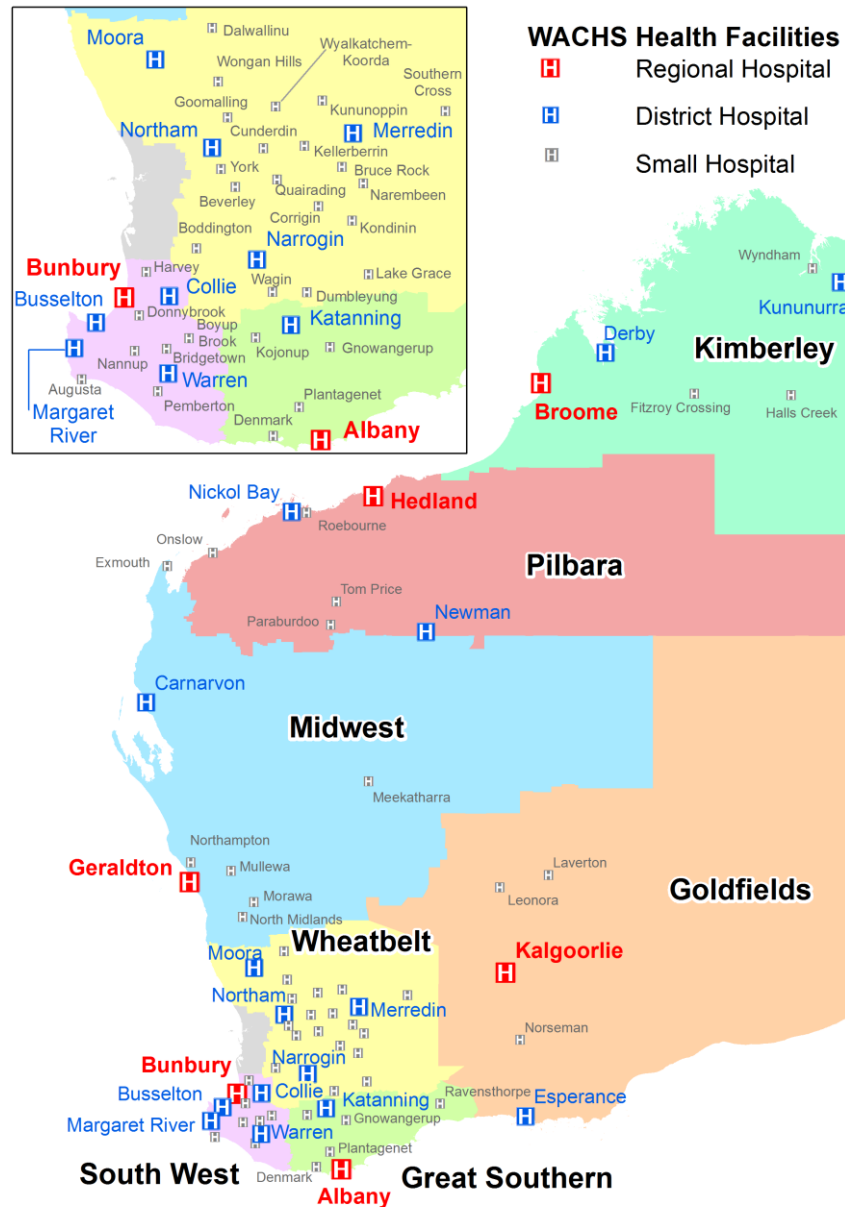 Moora
Dalwallinu
Wongan Hills
Wyalkatchem-
Koorda
Southern
Cross
Goomalling
Kununoppin
Northam
Cunderdin
Merredin
Kellerberrin
York
Bruce Rock
Quairading
Narembeen
Beverley
Corrigin
Kondinin
Boddington
Narrogin
Bunbury
Harvey
Lake Grace
Busselton
Collie
Wagin
Dumbleyung
Donnybrook
Katanning
Boyup
Brook
Kojonup
Gnowangerup
Nannup
Bridgetown
Warren
Augusta
Pemberton
Plantagenet
Margaret
River
Denmark
Albany
WACHS Health Facilities
H Regional Hospital
H District Hospital
H Small Hospital
Wyndham
Kununurra
Derby
Kimberley
Broome
Fitzroy Crossing
Halls Creek
Nickol Bay
Hedland
Roebourne
Onslow
Exmouth
Pilbara
Tom Price
Newman
Paraburdoo
Carnarvon
Midwest
Meekatharra
Northampton
Geraldton
Mullewa
Laverton
Leonora
Goldfields
Morawa
North Midlands
Wheatbelt
Moora
Kalgoorlie
Northam
Merredin
Norseman
Narrogin
Bunbury
Busselton
Collie
Katanning
Ravensthorpe
Esperance
Margaret River
Gnowangerup
Warren
Plantagenet
South West
Denmark
Great Southern
Albany